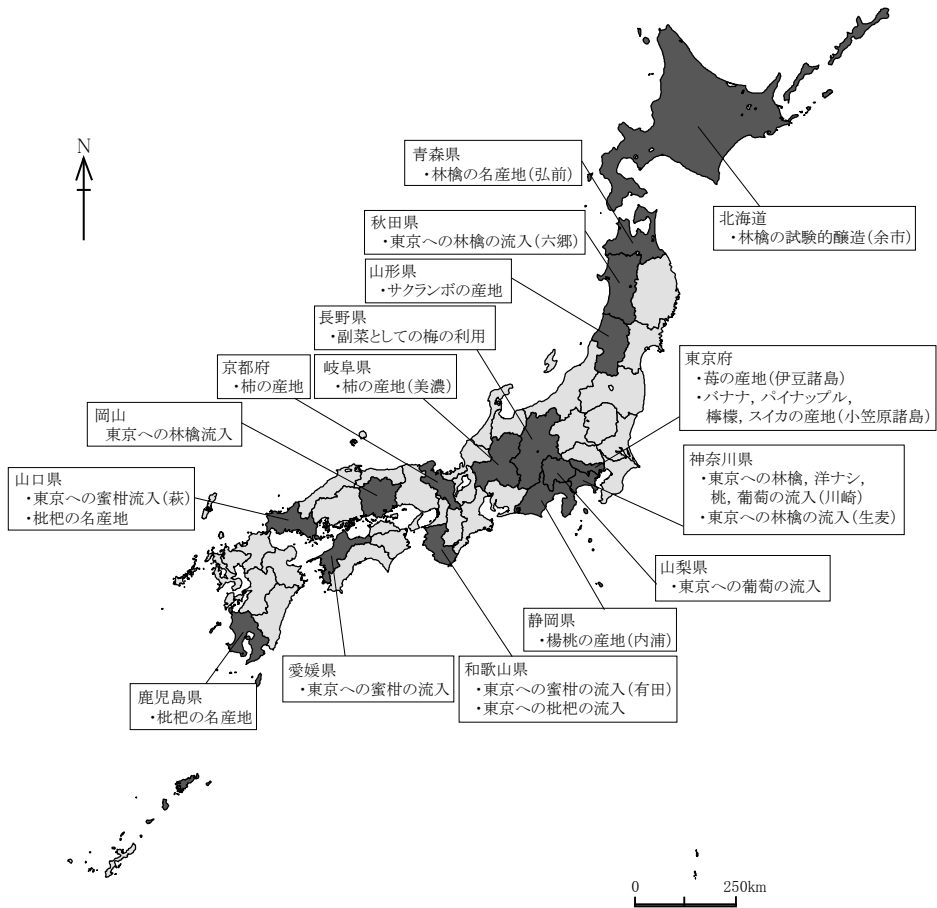 N
青森県
・林檎の名産地(弘前)
北海道
・林檎の試験的醸造(余市)
秋田県
・東京への林檎の流入(六郷)
山形県
・サクランボの産地
長野県
・副菜としての梅の利用
京都府
・柿の産地
岐阜県
・柿の産地(美濃)
東京府
・苺の産地(伊豆諸島)
・バナナ, パイナップル,
檸檬, スイカの産地(小笠原諸島)
岡山
東京への林檎流入
神奈川県
・東京への林檎, 洋ナシ,
桃, 葡萄の流入(川崎)
・東京への林檎の流入(生麦)
山口県
・東京への蜜柑流入(萩)
・枇杷の名産地
山梨県
・東京への葡萄の流入
静岡県
・楊桃の産地(内浦)
愛媛県
・東京への蜜柑の流入
和歌山県
・東京への蜜柑の流入(有田)
・東京への枇杷の流入
鹿児島県
・枇杷の名産地
0 250km